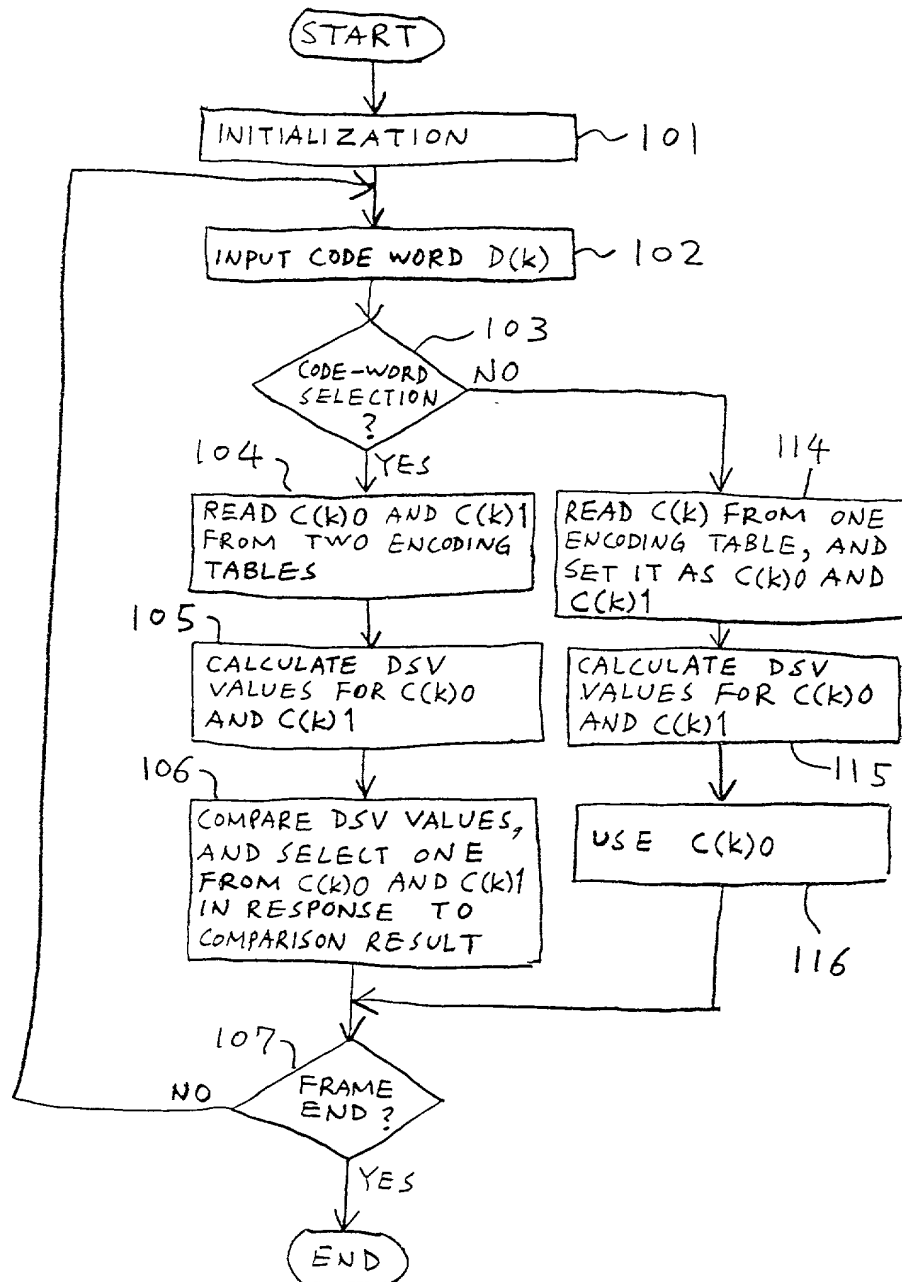 START
INITIALIZATION
101
INPUT CODE WORD D(k)
102
103
CODE-WORD
SELECTION
?
NO
YES
104
READ C(k)0 AND C(k)1
FROM TWO ENCODING
TABLES
114
READ C(k) FROM ONE
ENCODING TABLE, AND
SET IT AS C(k)0 AND
C(k)1
105
CALCULATE DSV
VALUES FOR C(k)0
AND C(k)1
CALCULATE DSV
VALUES FOR C(k)0
AND C(k)1
115
106
COMPARE DSV VALUES,
AND SELECT ONE
FROM C(k)0 AND C(k)1
IN RESPONSE TO
COMPARISON RESULT
USE C(k)0
116
107
FRAME
END?
NO
YES
END